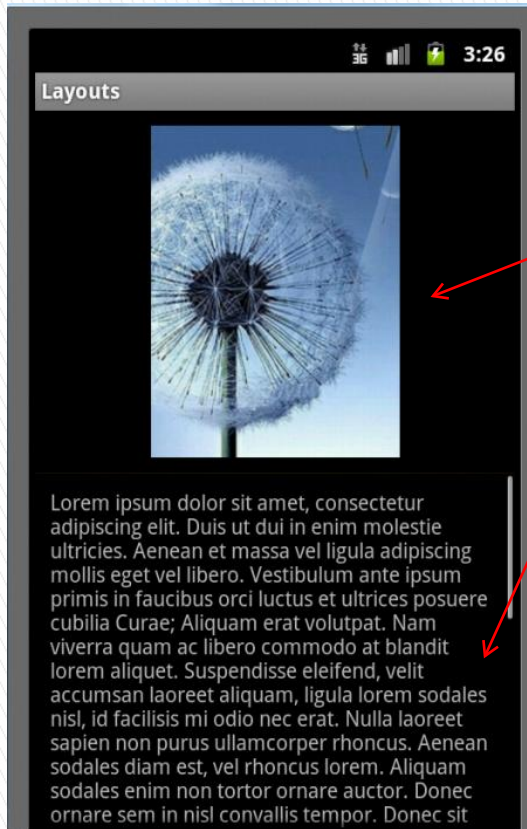 3G 3:26
Layouts
Lorem ipsum dolor sit amet, consectetur
adipiscing elit. Duis ut dui in enim molestie
ultricies. Aenean et massa vel ligula adipiscing
mollis eget vel libero. Vestibulum ante ipsum
primis in faucibus orci luctus et ultrices posuere
cubilia Curae; Aliquam erat volutpat. Nam
viverra quam ac libero commodo at blandit
lorem aliquet. Suspendisse eleifend, velit
accumsan laoreet aliquam, ligula lorem sodales
nisl, id facilisis mi odio nec erat. Nulla laoreet
sapien non purus ullamcorper rhoncus. Aenean
sodales diam est, vel rhoncus lorem. Aliquam
sodales enim non tortor ornare auctor. Donec
ornare sem in nisl convallis tempor. Donec sit